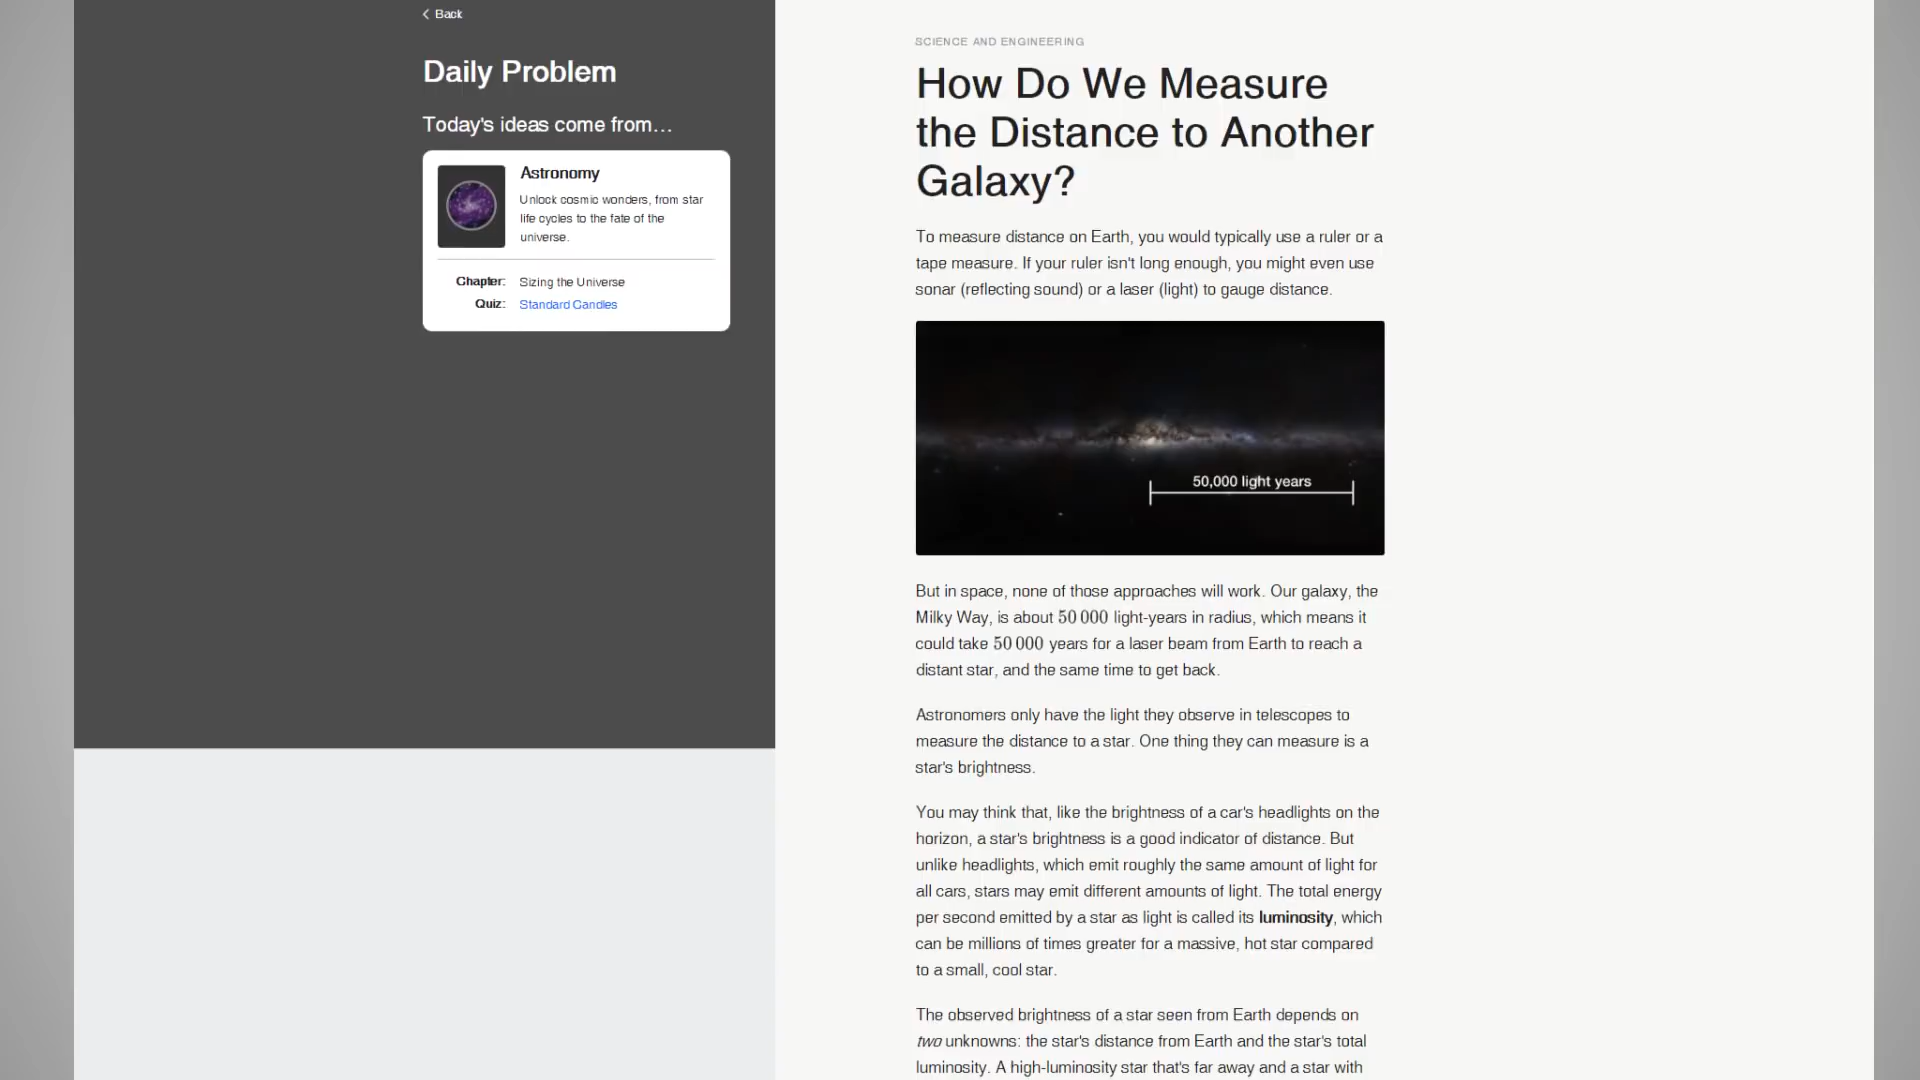 Back
Daily Problem
Today's ideas come from...
Astronomy
Unlock cosmic wonders, from star
life cycles to the fate of the
universe.
Chapter: Sizing the Universe
Quiz: Standard Candles
SCIENCE AND ENGINEERING
How Do We Measure
the Distance to Another
Galaxy?
To measure distance on Earth, you would typically use a ruler or a
tape measure. If your ruler isn't long enough, you might even use
sonar (reflecting sound) or a laser (light) to gauge distance.
50,000 light years
But in space, none of those approaches will work. Our galaxy, the
Milky Way, is about 50 000 light-years in radius, which means it
could take 50 000 years for a laser beam from Earth to reach a
distant star, and the same time to get back.
Astronomers only have the light they observe in telescopes to
measure the distance to a star. One thing they can measure is a
star's brightness.
You may think that, like the brightness of a car's headlights on the
horizon, a star's brightness is a good indicator of distance. But
unlike headlights, which emit roughly the same amount of light for
all cars, stars may emit different amounts of light. The total energy
per second emitted by a star as light is called its luminosity, which
can be millions of times greater for a massive, hot star compared
to a small, cool star.
The observed brightness of a star seen from Earth depends on
two unknowns: the star's distance from Earth and the star's total
luminosity. A high-luminosity star that's far away and a star with